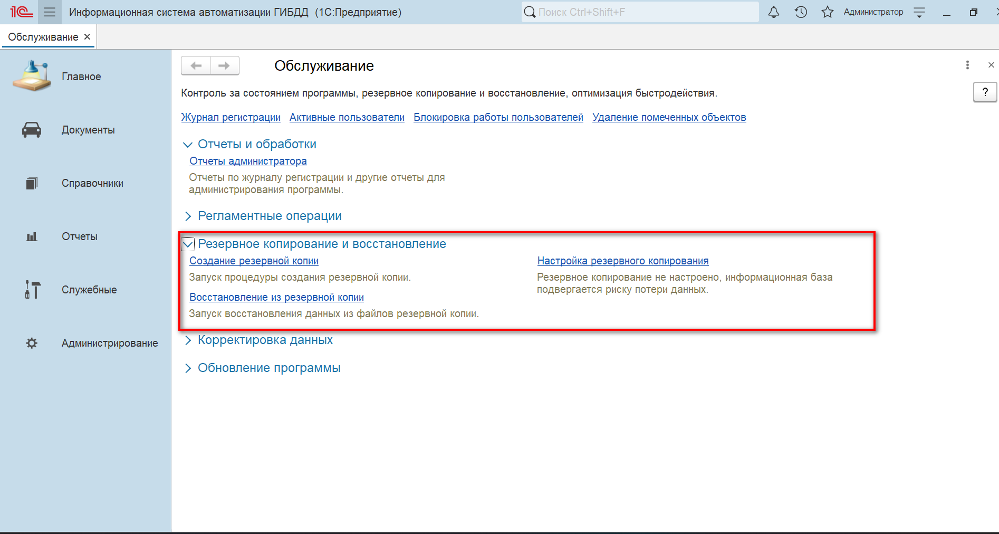 1С Информационная система автоматизации ГИБДД (1С:Предприятие) Поиск Ctrl+Shift+F Администратор
Обслуживание
Главное
Документы
Справочники
Отчеты
Служебные
Администрирование
Обслуживание
Контроль за состоянием программы, резервное копирование и восстановление, оптимизация быстродействия.
?
Журнал регистрации Активные пользователи Блокировка работы пользователей Удаление помеченных объектов
Отчеты и обработки
Отчеты администратора
Отчеты по журналу регистрации и другие отчеты для
администрирования программы.
Регламентные операции
Резервное копирование и восстановление
Создание резервной копии
Запуск процедуры создания резервной копии.
Восстановление из резервной копии
Запуск восстановления данных из файлов резервной копии.
Настройка резервного копирования
Резервное копирование не настроено, информационная база
подвергается риску потери данных.
Корректировка данных
Обновление программы